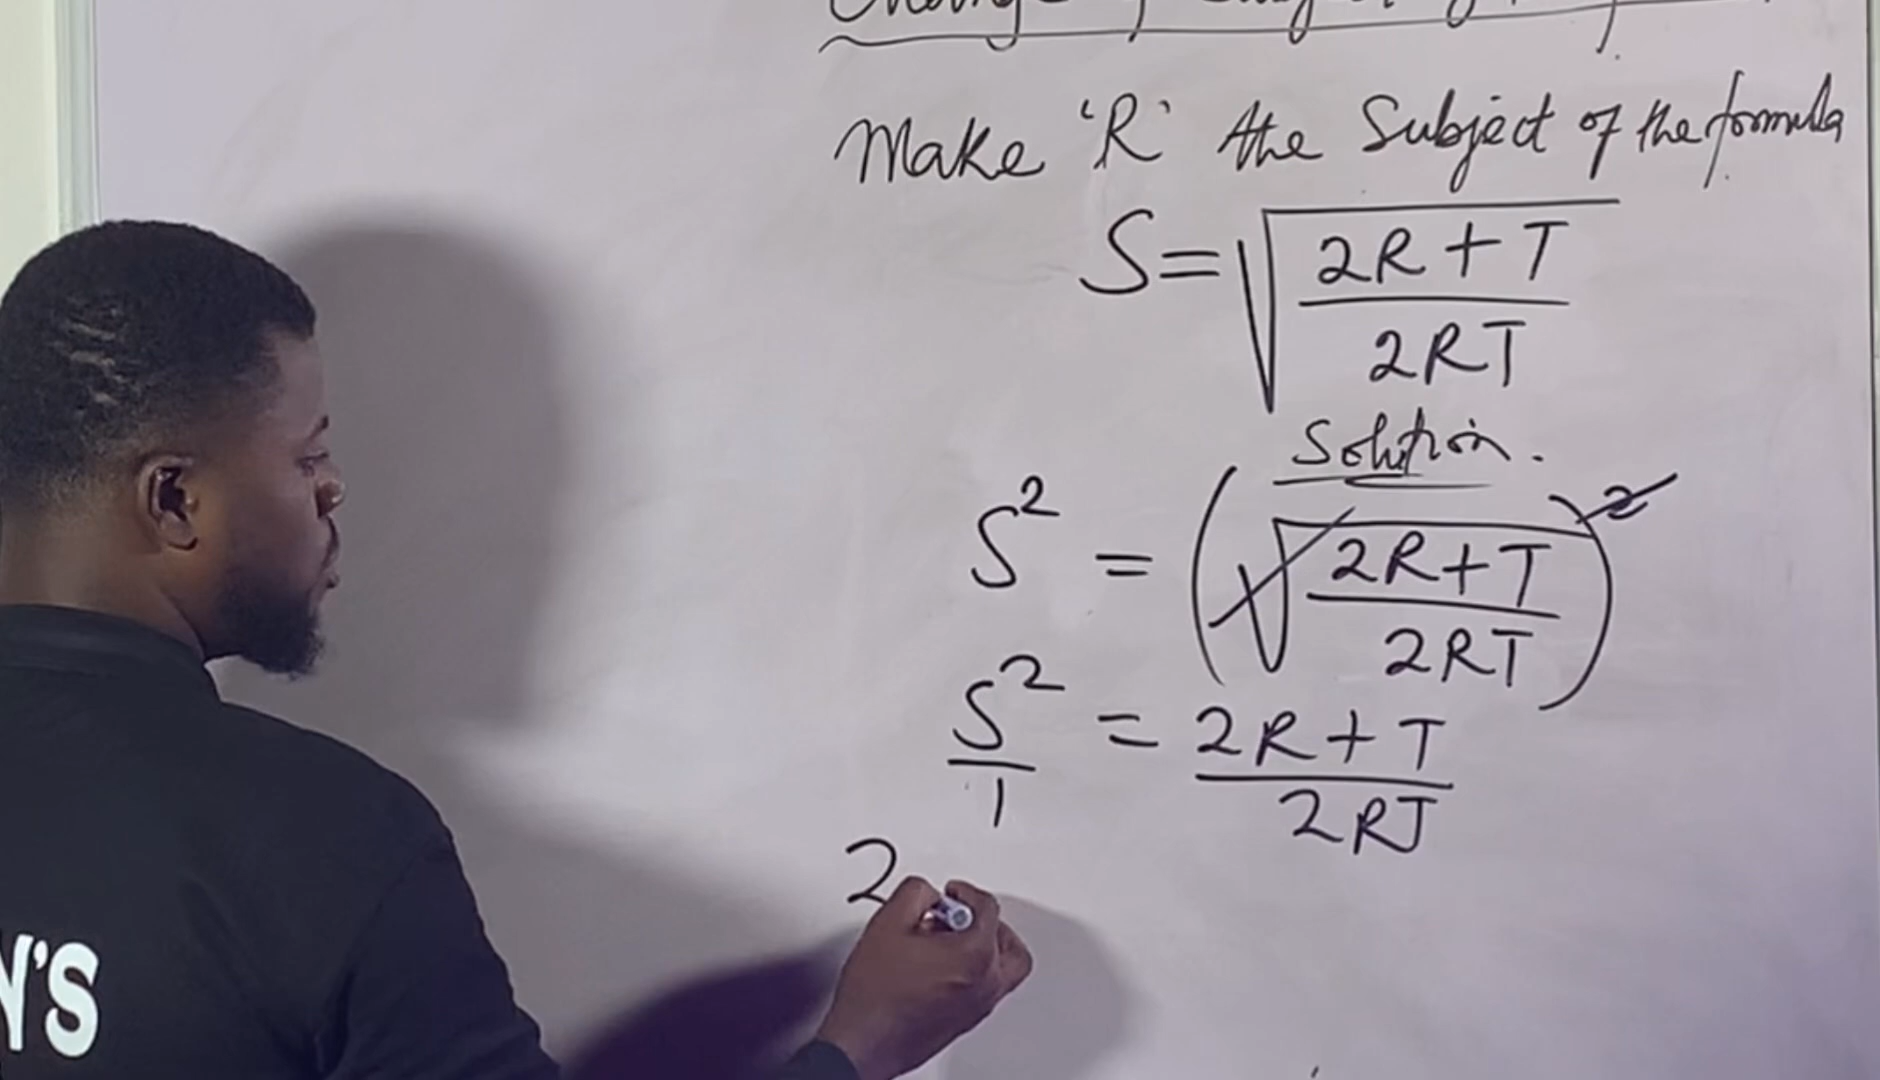 Make 'R' the Subject of the formula
S = √(2R + T / 2RT)
Solution.
S² = (√(2R + T / 2RT))²
S²/1 = 2R + T / 2RT
2
N'S